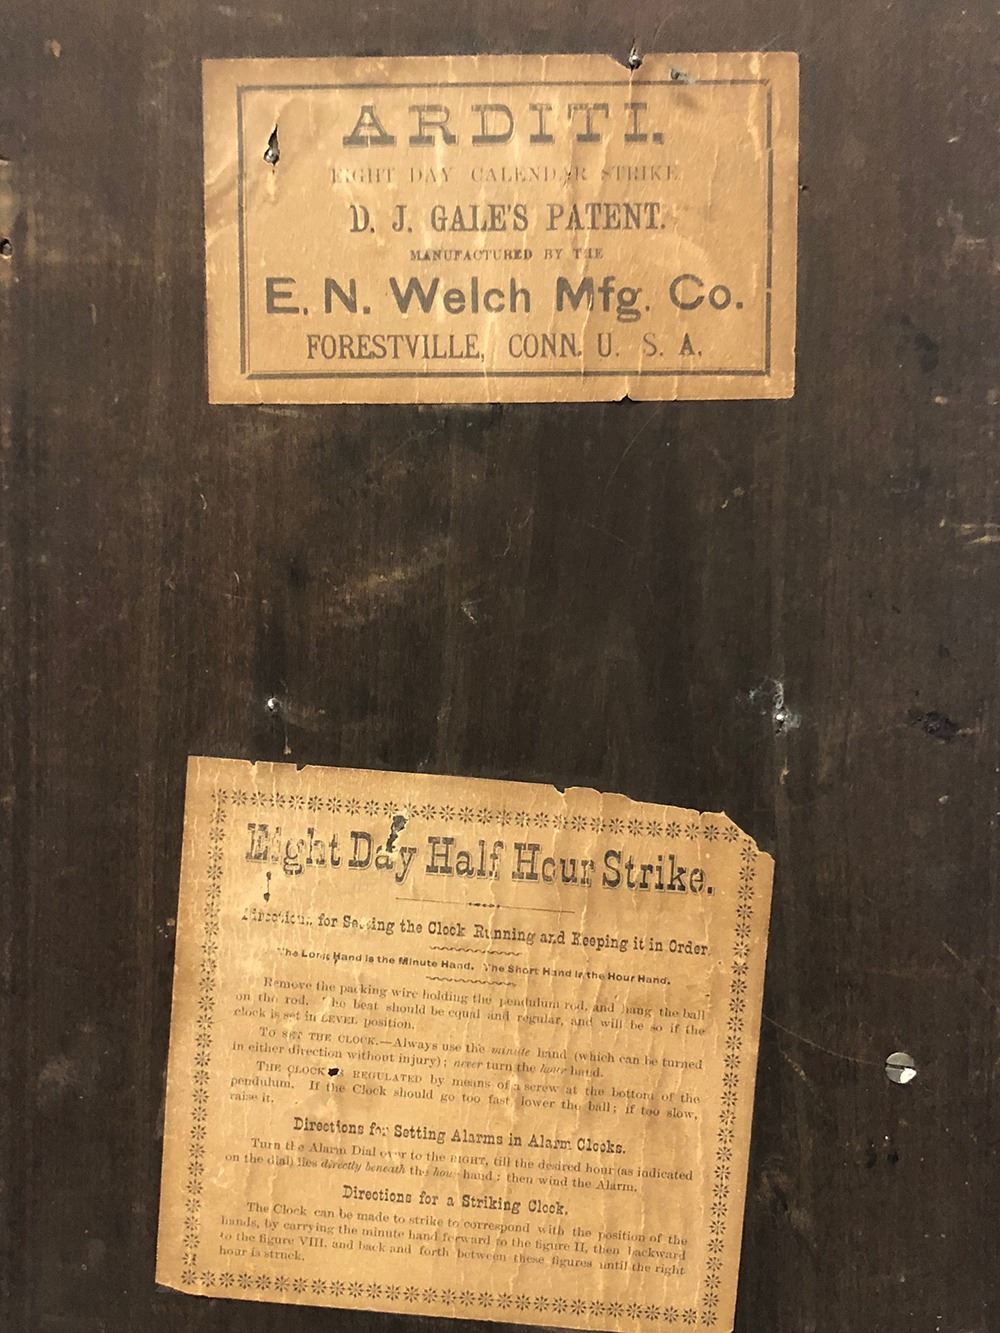 ARDITI.
EIGHT DAY CALENDAR STRIKE
D. J. GALE'S PATENT.
MANUFACTURED BY THE
E. N. Welch Mfg. Co.
FORESTVILLE, CONN. U. S. A.
Eight Day Half Hour Strike.
Directions for Setting the Clock Running and Keeping it in Order
The Long Hand is the Minute Hand. The Short Hand is the Hour Hand.
Remove the packing wire holding the pendulum rod, and hang the ball
on the rod. The beat should be equal and regular, and will be so if the
clock is set in LEVEL position.
TO SET THE CLOCK.—Always use the minute hand (which can be turned
in either direction without injury); never turn the hour hand.
THE CLOCK IS REGULATED by means of a screw at the bottom of the
pendulum. If the Clock should go too fast, lower the ball; if too slow,
raise it.
Directions for Setting Alarms in Alarm Clocks.
Turn the Alarm Dial over to the RIGHT, till the desired hour (as indicated
on the dial) lies directly beneath the hour hand; then wind the Alarm.
Directions for a Striking Clock.
The Clock can be made to strike to correspond with the position of the
hands, by carrying the minute hand forward to the figure II, then backward
to the figure VIII, and back and forth between these figures until the right
hour is struck.